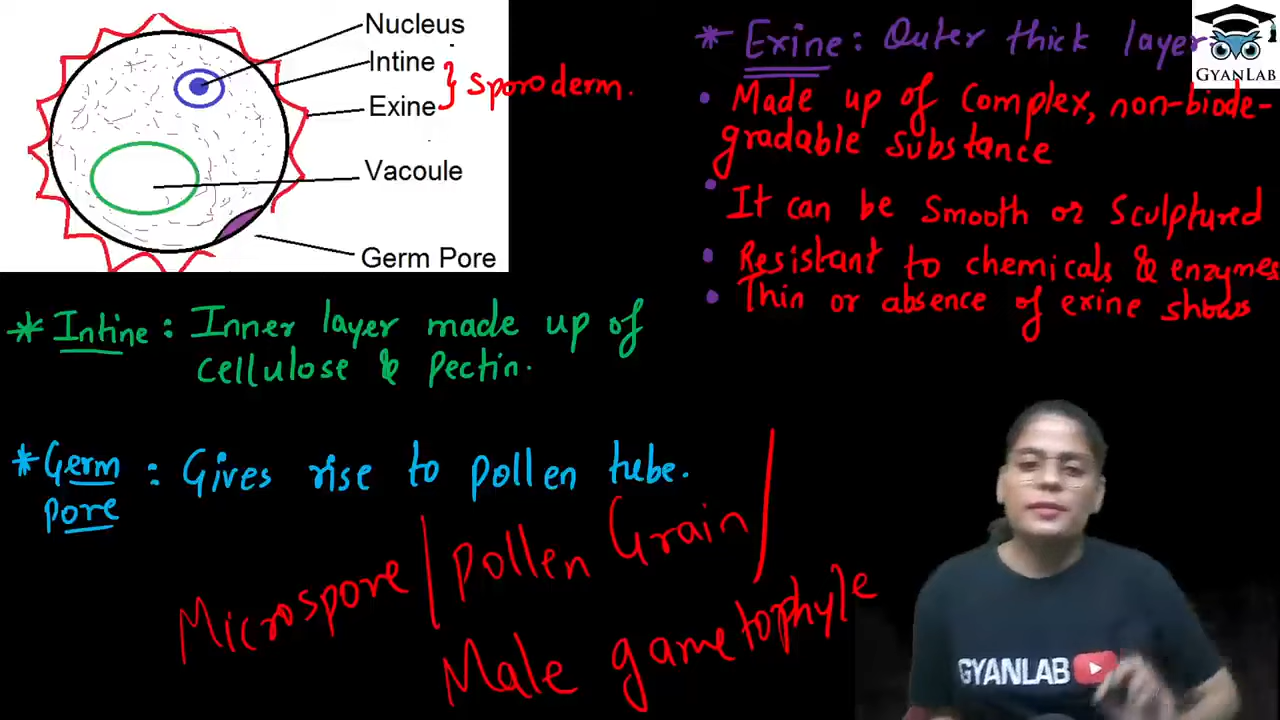 Nucleus
Intine
Exine
} Sporoderm.
Vacoule
Germ Pore
* Exine: Outer thick layer.
• Made up of Complex, non-biode-
gradable substance
• It can be smooth or sculptured
• Resistant to chemicals & enzymes
• Thin or absence of exine shows
GYANLAB
* Intine: Inner layer made up of
cellulose & pectin.
* Germ pore : Gives rise to pollen tube.
Microspore/Pollen Grain/
Male gametophyle
GYANLAB